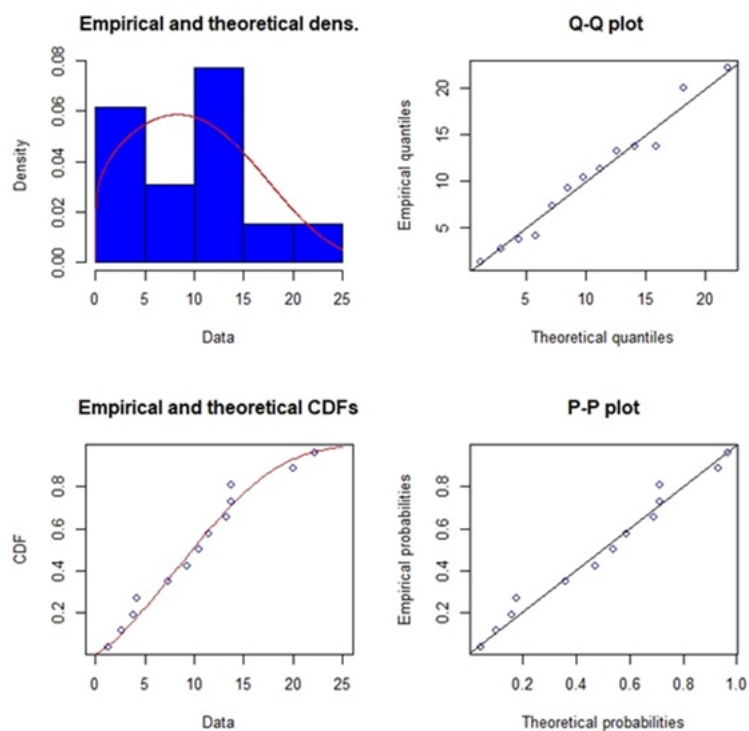 Empirical and theoretical dens.
Density
0.00 0.02 0.04 0.06 0.08
0 5 10 15 20 25
Data
Q-Q plot
Empirical quantiles
5 10 15 20
5 10 15 20
Theoretical quantiles
Empirical and theoretical CDFs
CDF
0.2 0.4 0.6 0.8
0 5 10 15 20 25
Data
P-P plot
Empirical probabilities
0.2 0.4 0.6 0.8
0.2 0.4 0.6 0.8 1.0
Theoretical probabilities